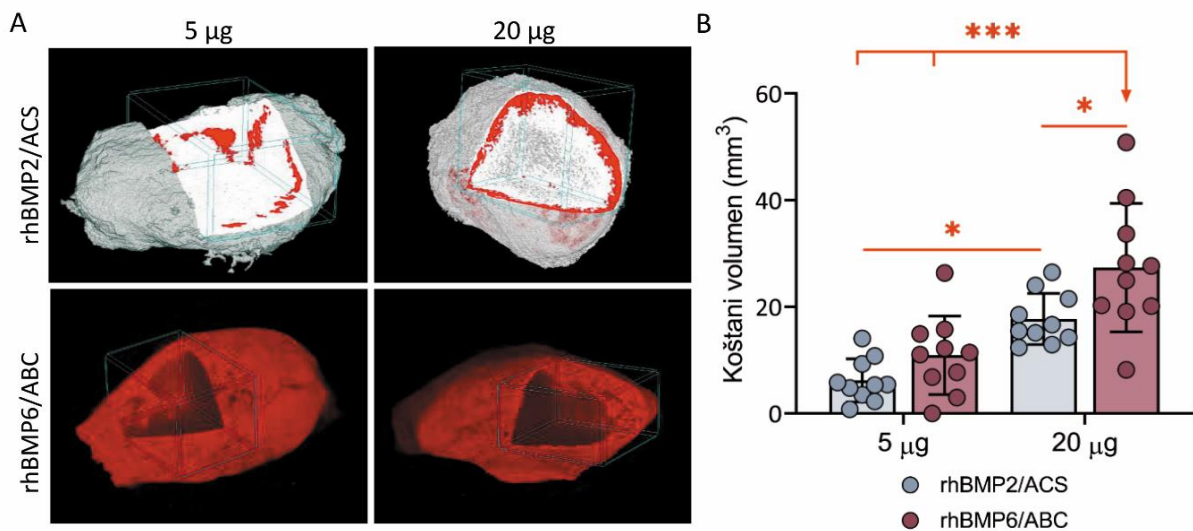 A
5 µg
20 µg
rhBMP2/ACS
rhBMP6/ABC
B
***
*
*
Koštani volumen (mm³)
60
40
20
0
5 µg
20 µg
rhBMP2/ACS
rhBMP6/ABC